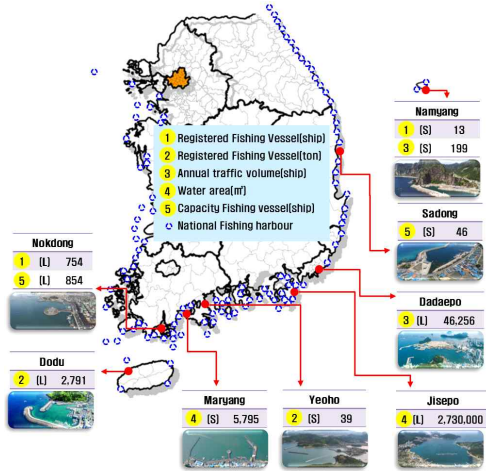 1 Registered Fishing Vessel(ship)
2 Registered Fishing Vessel(ton)
3 Annual traffic volume(ship)
4 Water area(㎡)
5 Capacity Fishing vessel(ship)
National Fishing harbour
Namyang
1 (S) 13
3 (S) 199
Sadong
5 (S) 46
Nokdong
1 (L) 754
5 (L) 854
Dadaepo
3 (L) 46,256
Dodu
2 (L) 2,791
Maryang
4 (S) 5,795
Yeoho
2 (S) 39
Jisepo
4 (L) 2,730,000